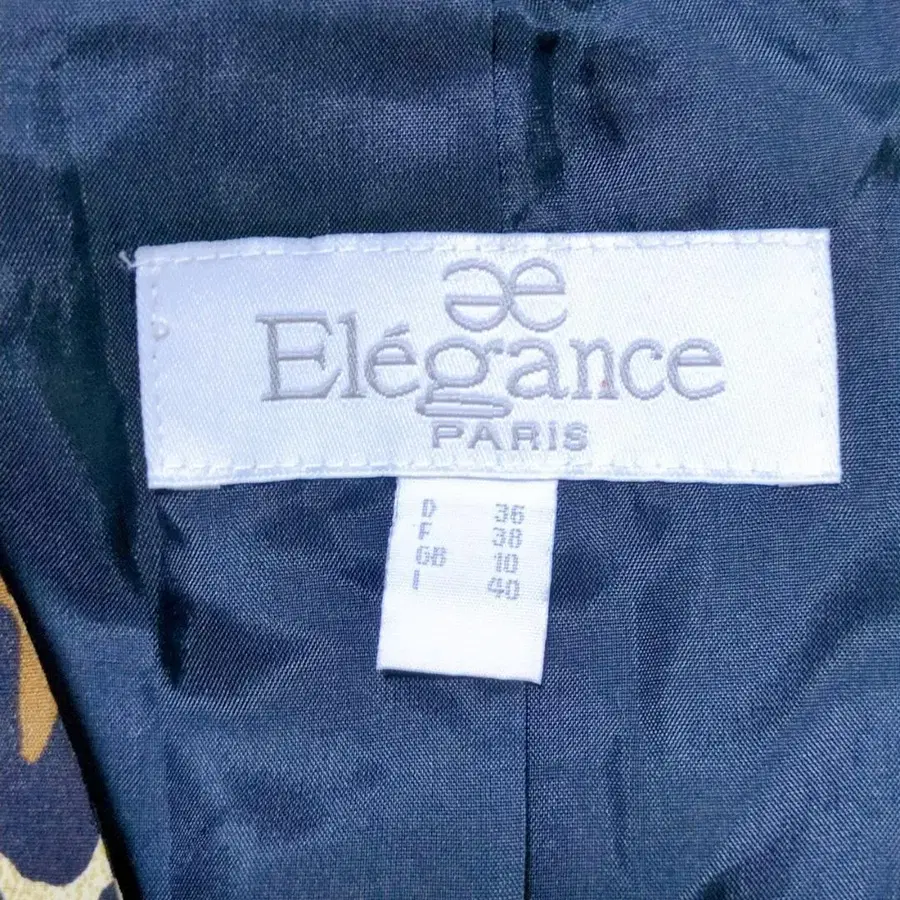 Elégance
PARIS
D 36
F 38
GB 10
I 40